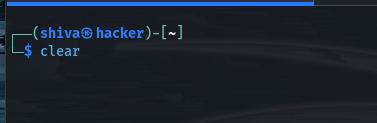 ┌──(shiva㉿hacker)-[~]
└─$ clear